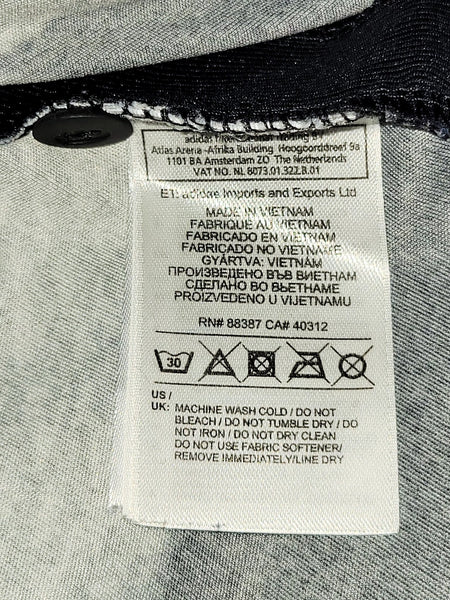 adidas
Atlas Arena -Afrika Building Hoogoorddreef 9a
1101 BA Amsterdam ZO The Netherlands
VAT NO. NL 8073.01.322.B.01
adidas Imports and Exports Ltd
MADE IN VIETNAM
FABRIQUE AU VIETNAM
FABRICADO EN VIETNAM
FABRICADO NO VIETNAME
GYÁRTVA: VIETNÁM
ПРОИЗВЕДЕНО ВЪВ ВИЕТНАМ
СДЕЛАНО ВО ВЬЕТНАМЕ
PROIZVEDENO U VIJETNAMU
RN# 88387 CA# 40312
30
US /
UK: MACHINE WASH COLD / DO NOT
BLEACH / DO NOT TUMBLE DRY / DO
NOT IRON / DO NOT DRY CLEAN
DO NOT USE FABRIC SOFTENER/
REMOVE IMMEDIATELY/LINE DRY